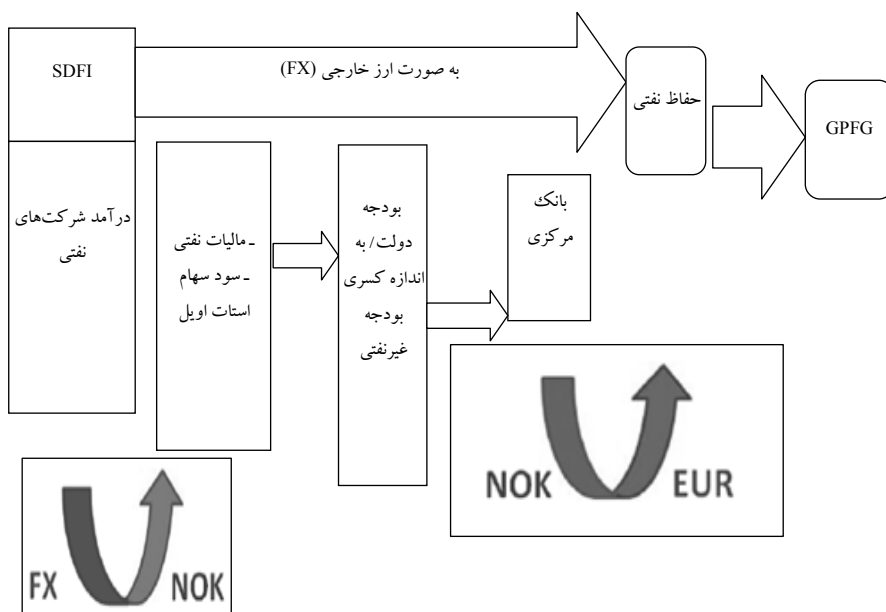 SDFI
به صورت ارز خارجی (FX)
حفاظ نفتی
GPFG
درآمد شرکت‌های
نفتی
ـ مالیات نفتی
ـ سود سهام
استات اویل
بودجه
دولت/ به
اندازه کسری
بودجه
غیرنفتی
بانک
مرکزی
NOK EUR
FX NOK